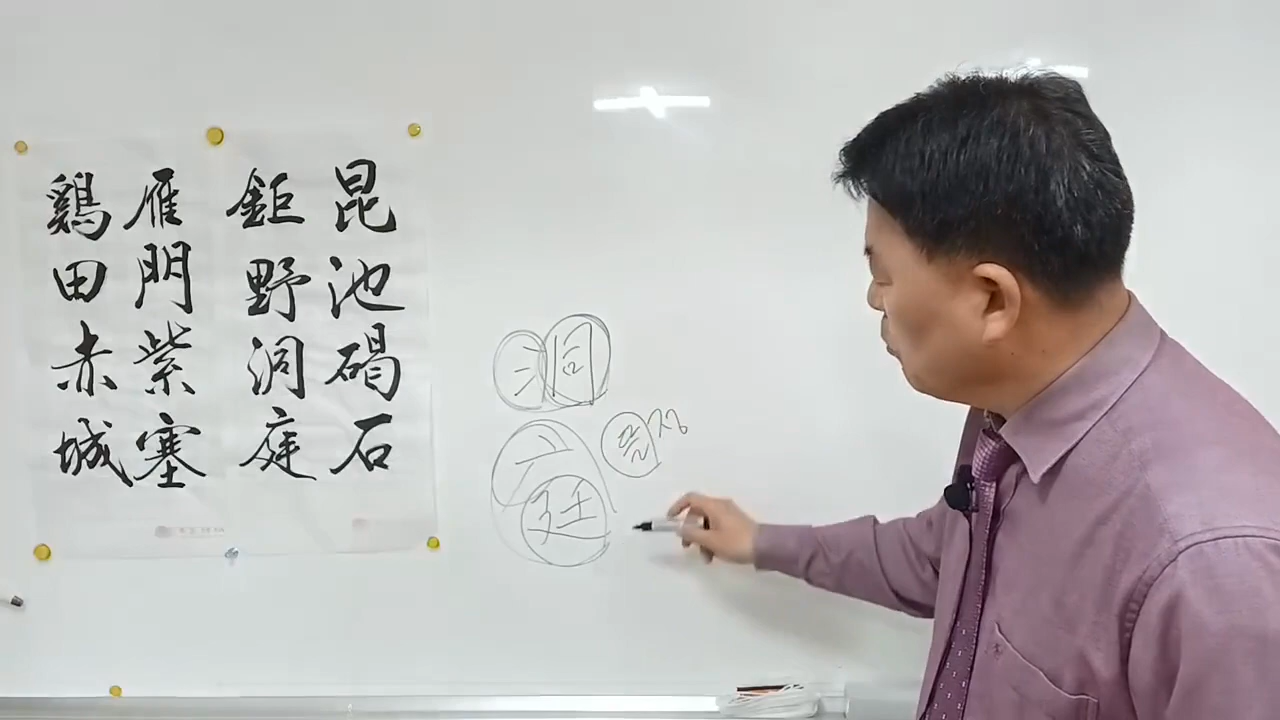 昆池碣石
鉅野洞庭
雁門紫塞
鷄田赤城
洞
庭